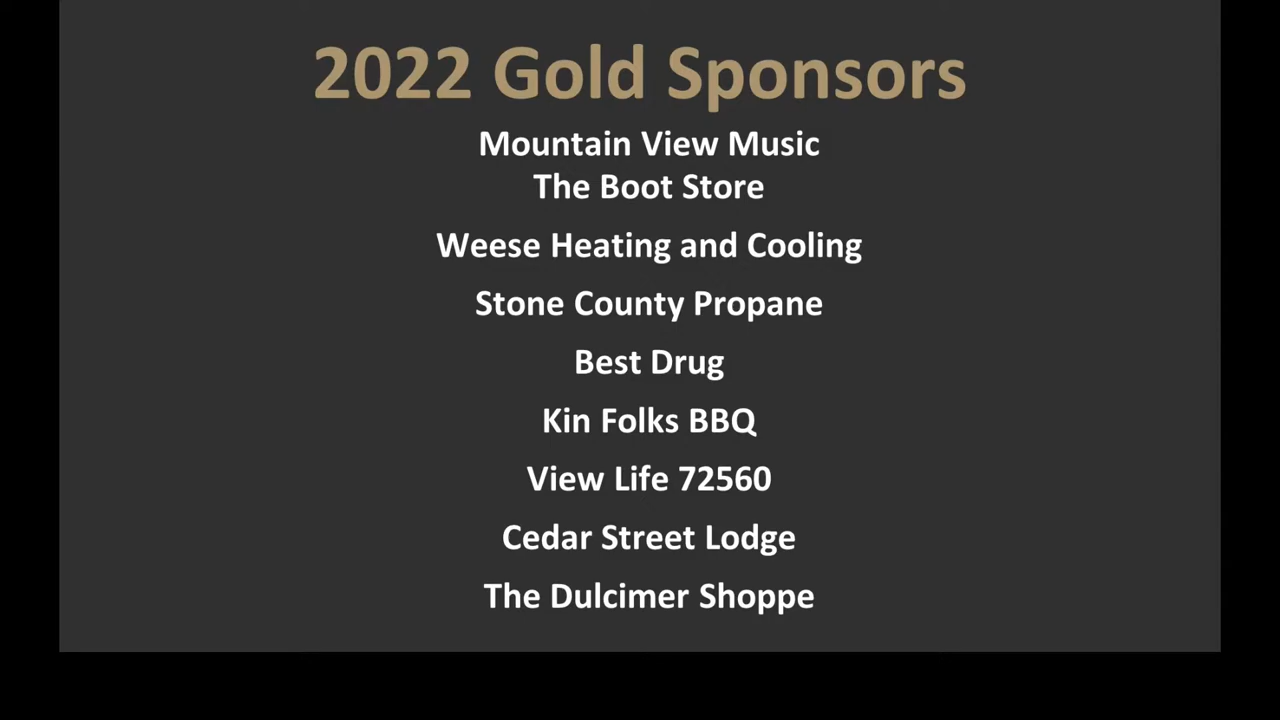 2022 Gold Sponsors
Mountain View Music
The Boot Store
Weese Heating and Cooling
Stone County Propane
Best Drug
Kin Folks BBQ
View Life 72560
Cedar Street Lodge
The Dulcimer Shoppe